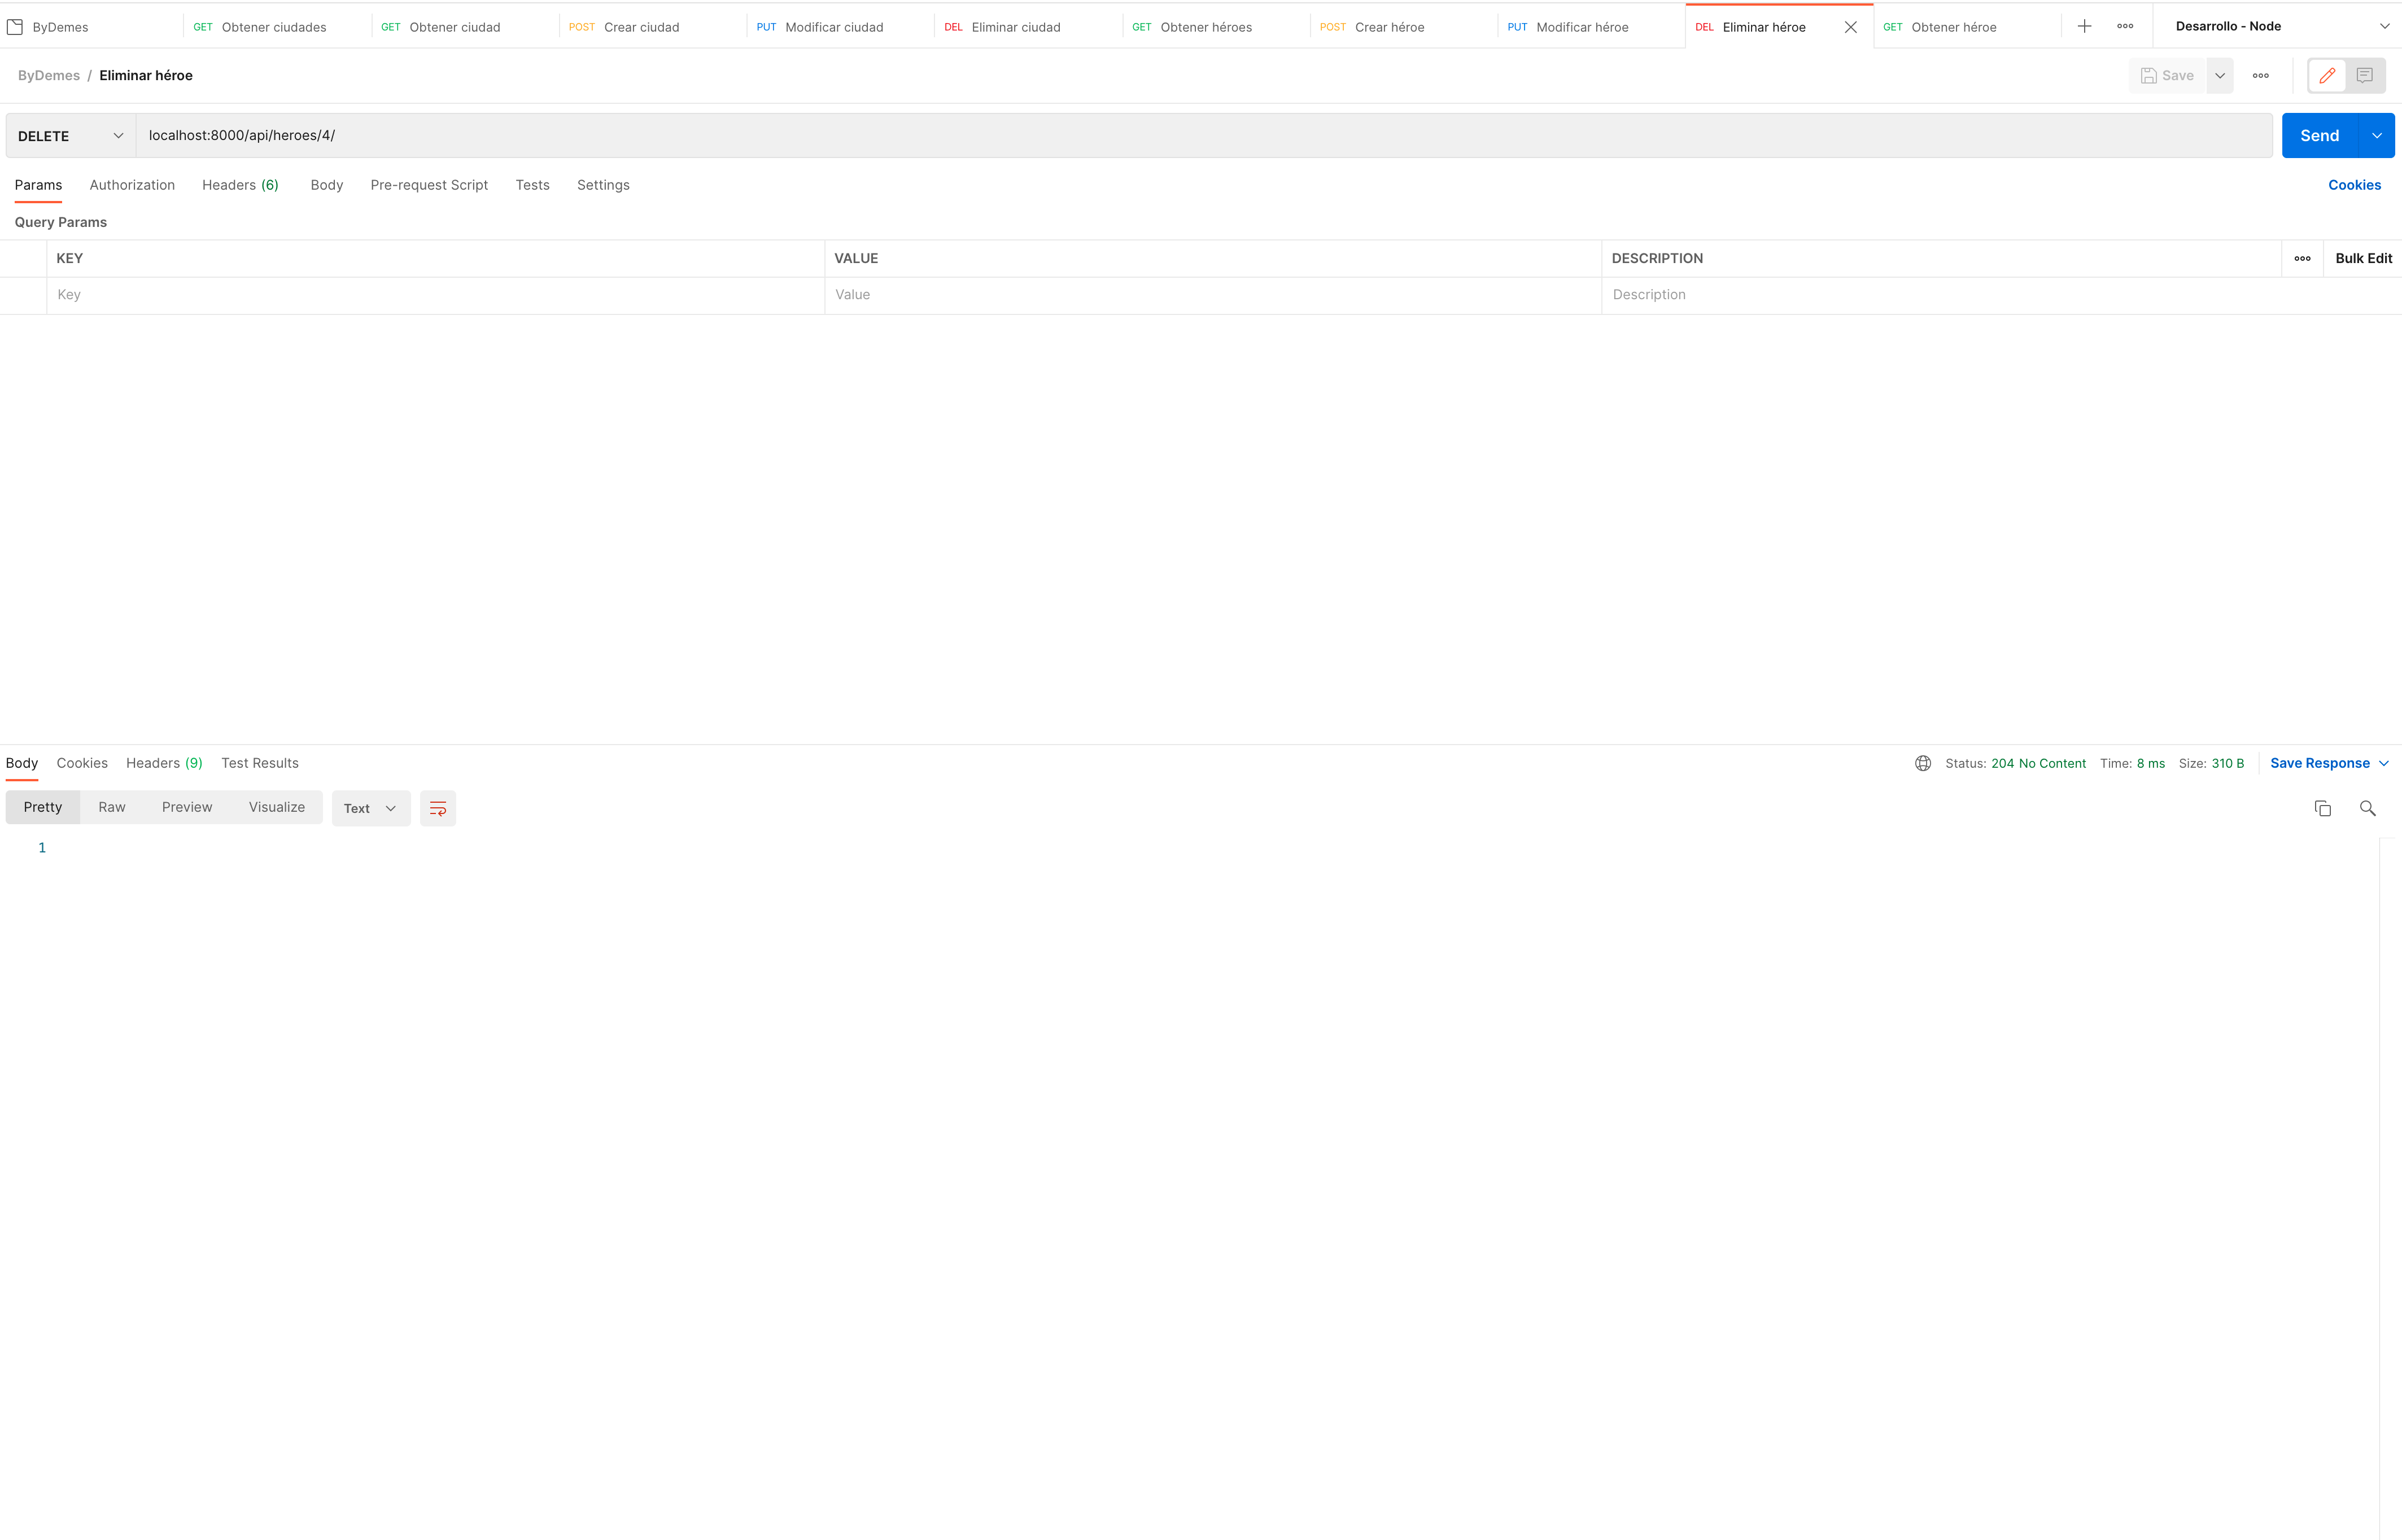 ByDemes GET Obtener ciudades GET Obtener ciudad POST Crear ciudad PUT Modificar ciudad DEL Eliminar ciudad GET Obtener héroes POST Crear héroe PUT Modificar héroe DEL Eliminar héroe GET Obtener héroe Desarrollo - Node
ByDemes / Eliminar héroe Save
DELETE localhost:8000/api/heroes/4/ Send
Params Authorization Headers (6) Body Pre-request Script Tests Settings Cookies
Query Params
KEY VALUE DESCRIPTION Bulk Edit
Key Value Description
Body Cookies Headers (9) Test Results Status: 204 No Content Time: 8 ms Size: 310 B Save Response
Pretty Raw Preview Visualize Text
1